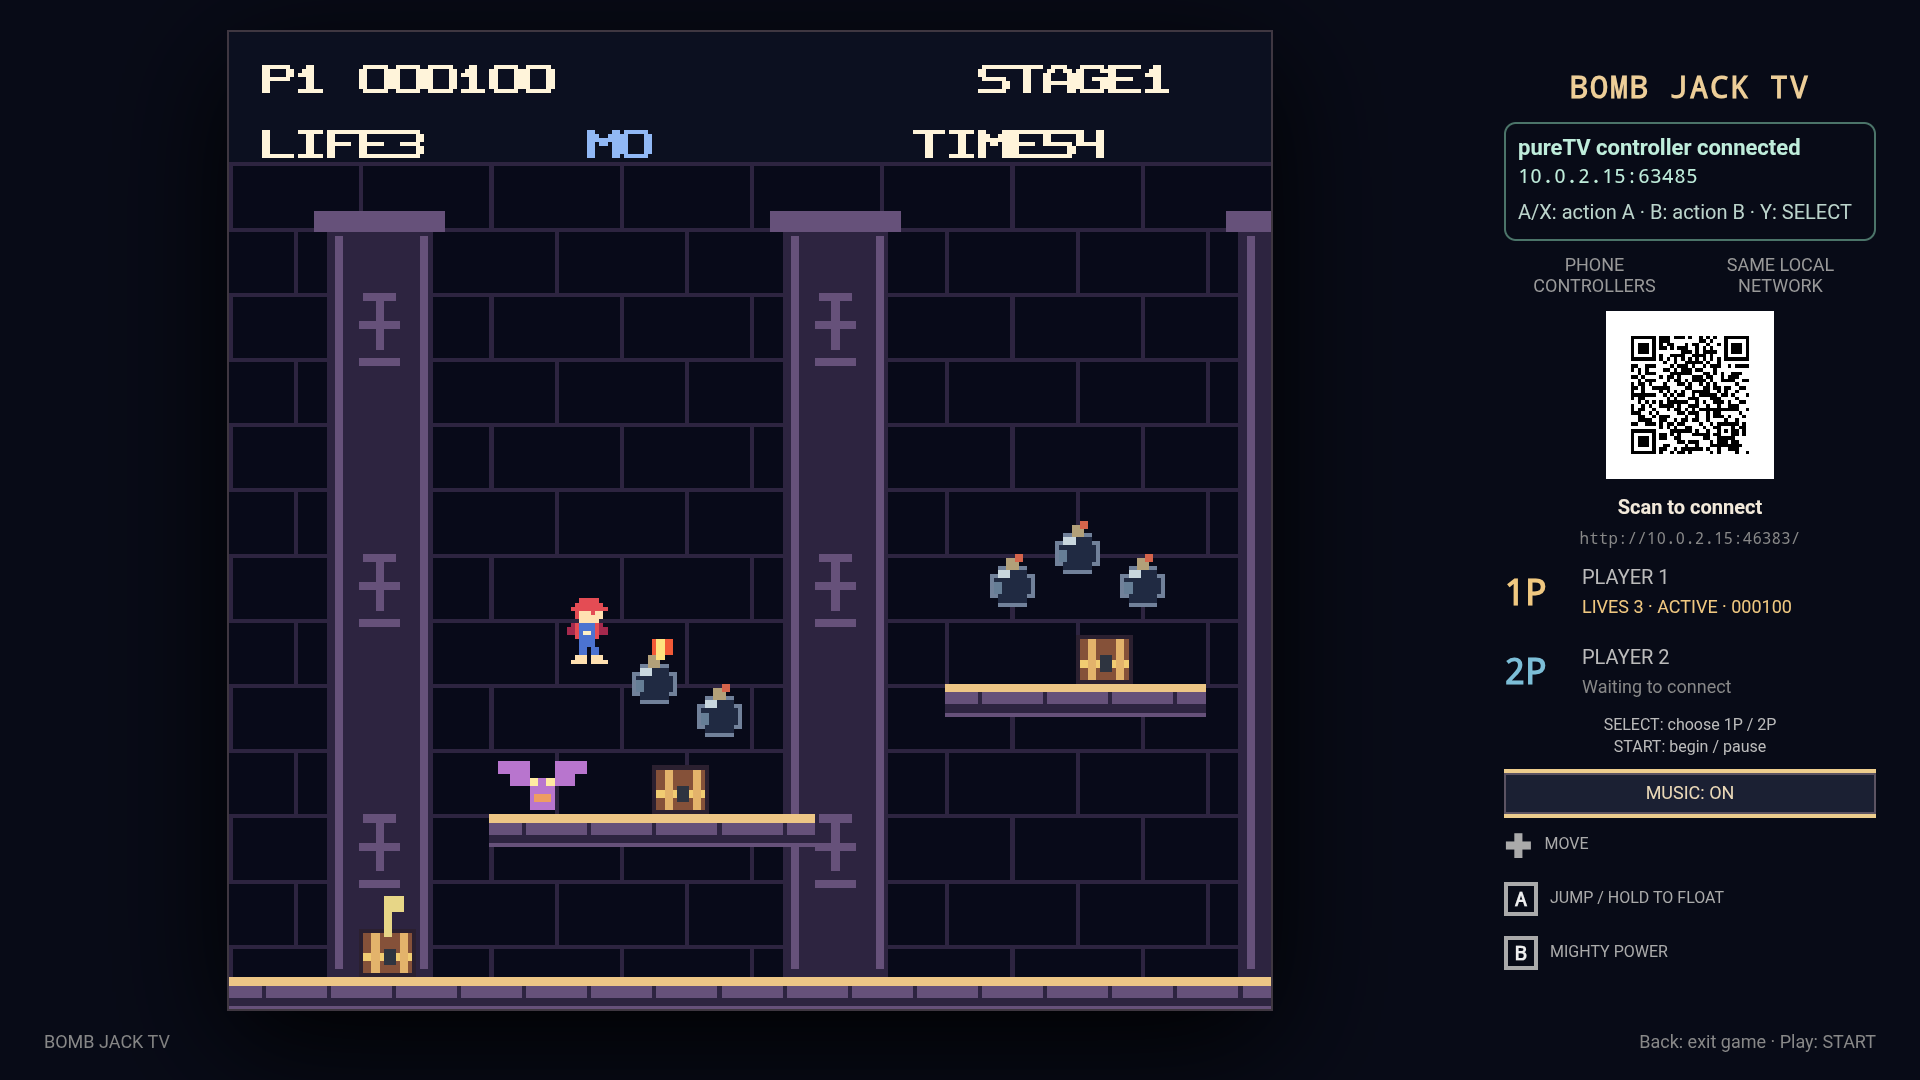 P1 000100
STAGE1
LIFE3
M0
TIME54
BOMB JACK TV
pureTV controller connected
10.0.2.15:63485
A/X: action A · B: action B · Y: SELECT
PHONE CONTROLLERS
SAME LOCAL NETWORK
Scan to connect
http://10.0.2.15:46383/
1P
PLAYER 1
LIVES 3 · ACTIVE · 000100
2P
PLAYER 2
Waiting to connect
SELECT: choose 1P / 2P
START: begin / pause
MUSIC: ON
MOVE
A JUMP / HOLD TO FLOAT
B MIGHTY POWER
BOMB JACK TV
Back: exit game · Play: START